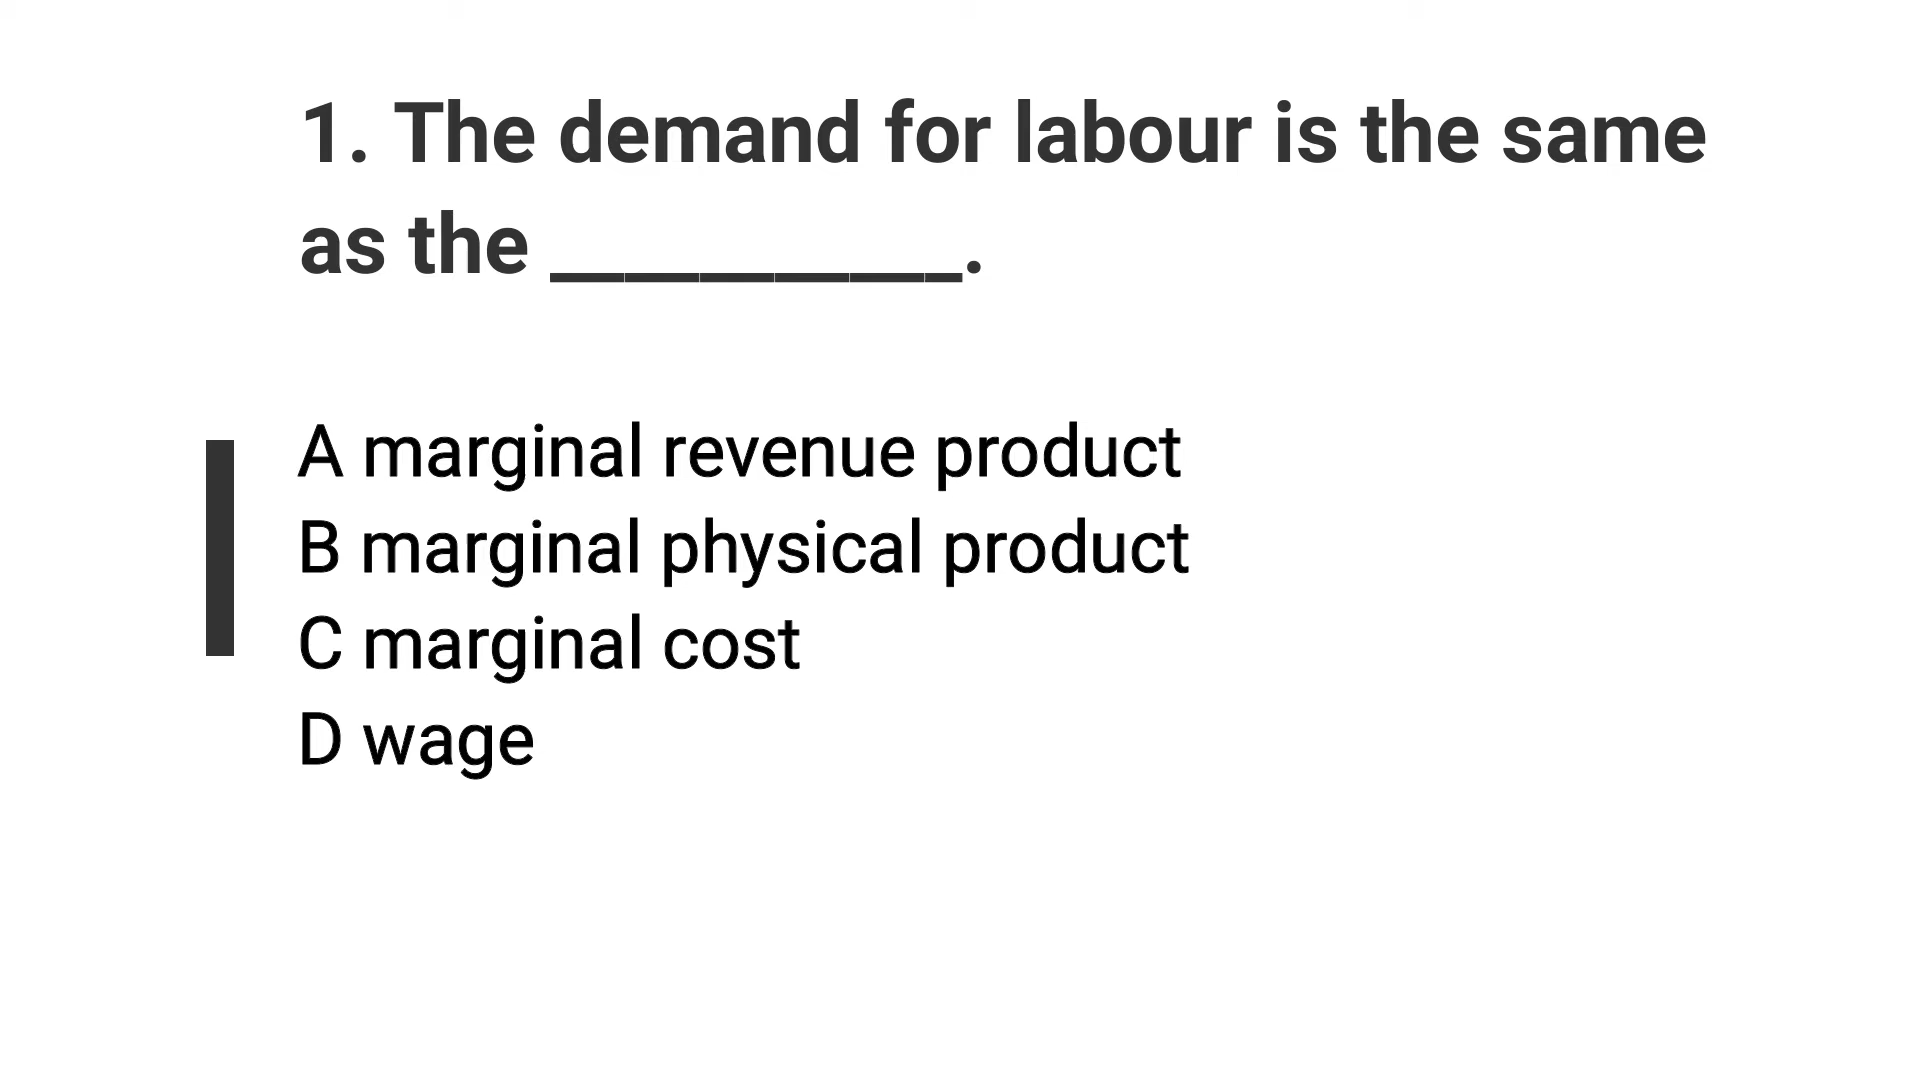 1. The demand for labour is the same
as the ___________.
A marginal revenue product
B marginal physical product
C marginal cost
D wage